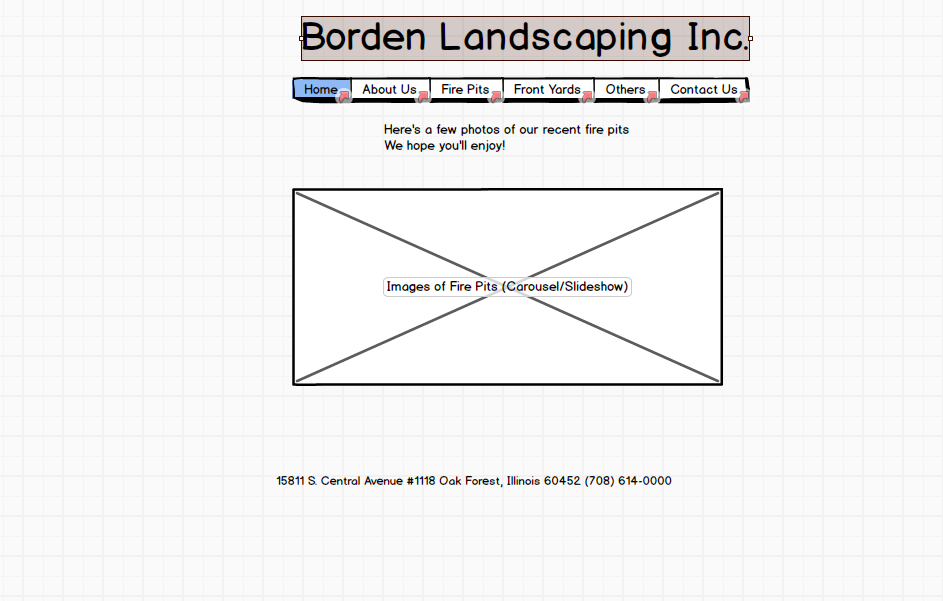 Borden Landscaping Inc.
Home About Us Fire Pits Front Yards Others Contact Us
Here's a few photos of our recent fire pits
We hope you'll enjoy!
Images of Fire Pits (Carousel/Slideshow)
15811 S. Central Avenue #1118 Oak Forest, Illinois 60452 (708) 614-0000